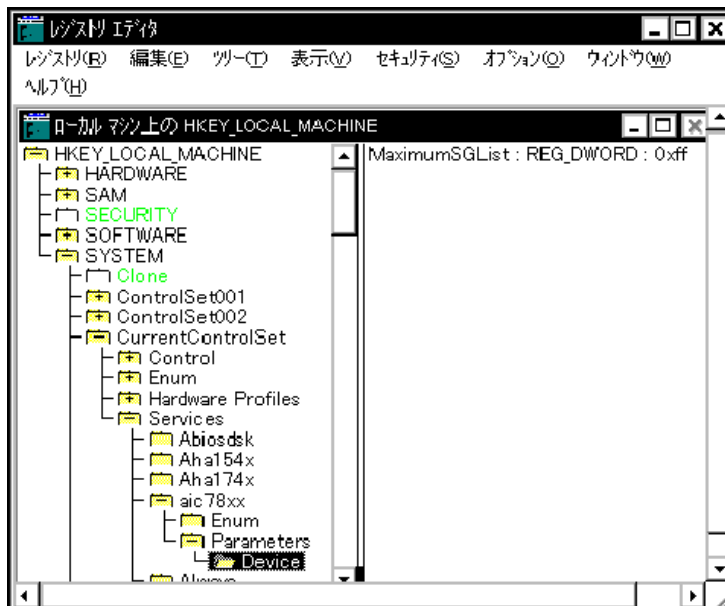 レジストリ エディタ
レジストリ(R) 編集(E) ツリー(T) 表示(V) セキュリティ(S) オプション(O) ウィンドウ(W)
ヘルプ(H)
ローカル マシン上の HKEY_LOCAL_MACHINE
HKEY_LOCAL_MACHINE
MaximumSGList : REG_DWORD : 0xff
HARDWARE
SAM
SECURITY
SOFTWARE
SYSTEM
Clone
ControlSet001
ControlSet002
CurrentControlSet
Control
Enum
Hardware Profiles
Services
Abiosdsk
Aha154x
Aha174x
aic78xx
Enum
Parameters
Device